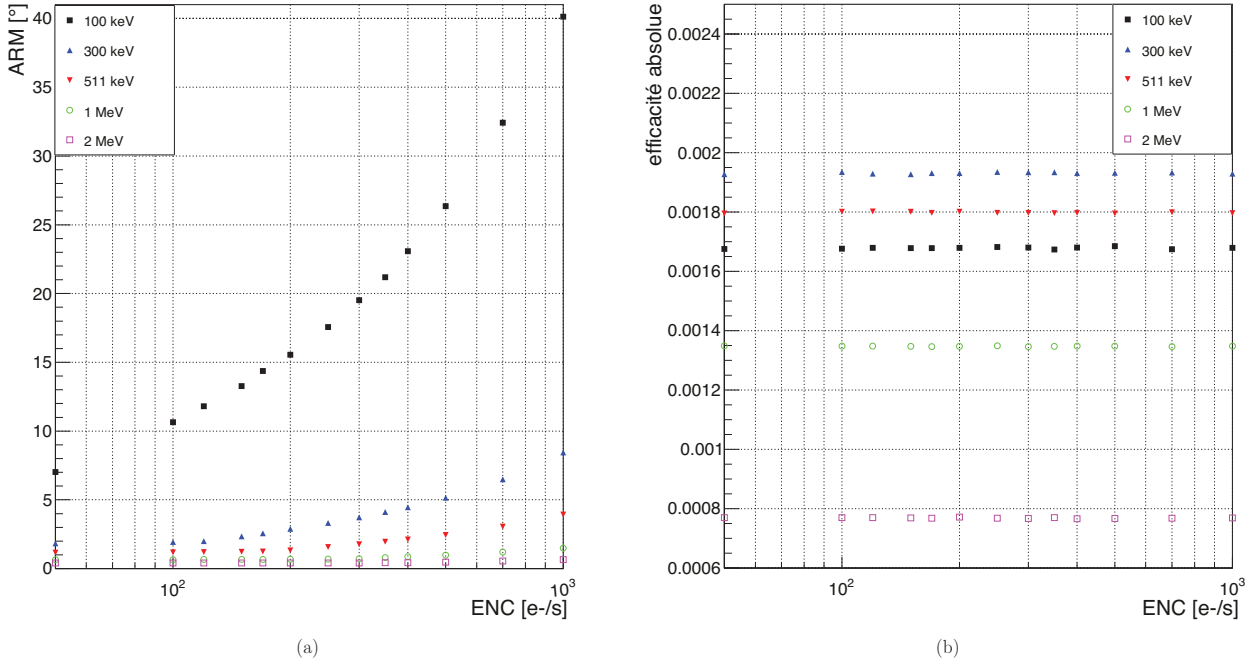 ARM [°]
40
35
30
25
20
15
10
5
0
100 keV
300 keV
511 keV
1 MeV
2 MeV
10²
10³
ENC [e-/s]
(a)
efficacité absolue
0.0024
0.0022
0.002
0.0018
0.0016
0.0014
0.0012
0.001
0.0008
0.0006
100 keV
300 keV
511 keV
1 MeV
2 MeV
10²
10³
ENC [e-/s]
(b)